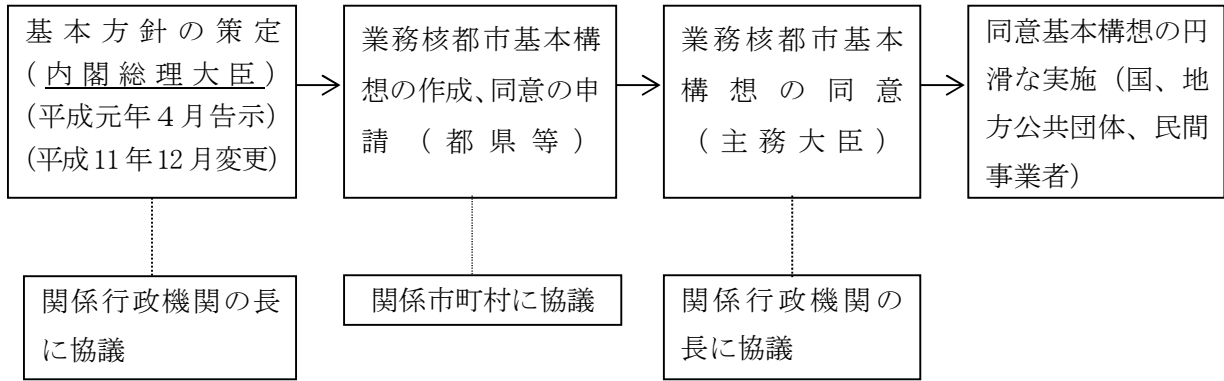 基本方針の策定
(内閣総理大臣)
(平成元年４月告示)
(平成11年12月変更)
業務核都市基本構
想の作成、同意の申
請(都県等)
業務核都市基本
構想の同意
(主務大臣)
同意基本構想の円
滑な実施(国、地
方公共団体、民間
事業者)
関係行政機関の長
に協議
関係市町村に協議
関係行政機関の
長に協議